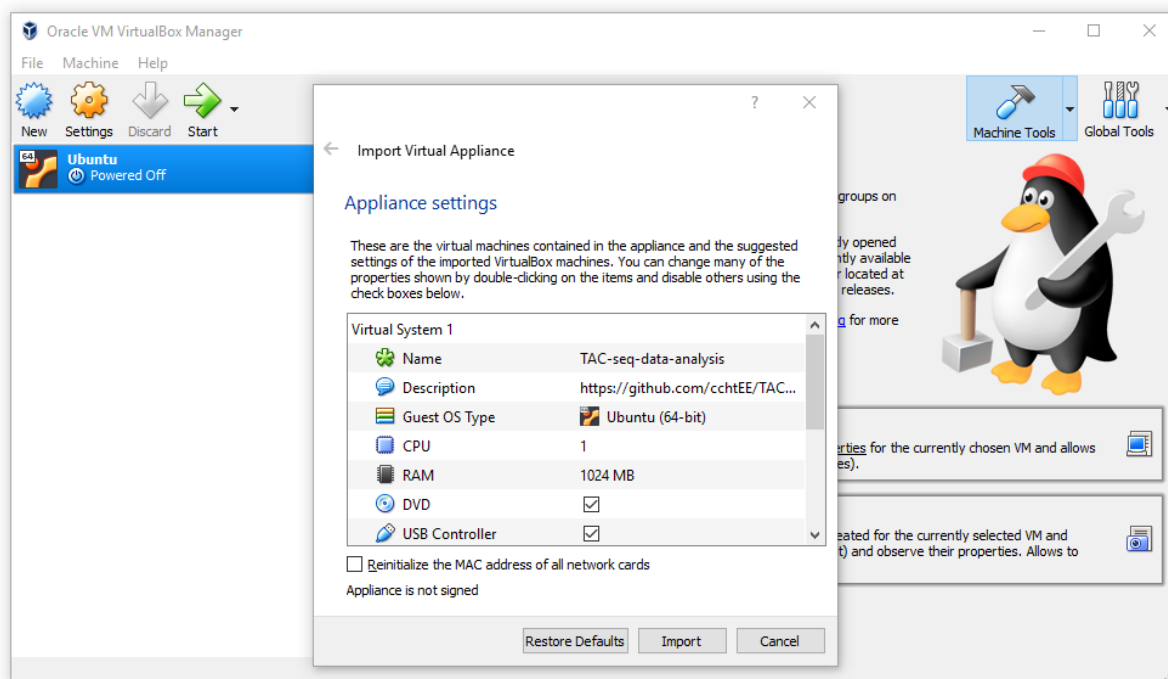 Oracle VM VirtualBox Manager
File Machine Help
New Settings Discard Start
Machine Tools Global Tools
64
Ubuntu
Powered Off
?
Import Virtual Appliance
Appliance settings
These are the virtual machines contained in the appliance and the suggested
settings of the imported VirtualBox machines. You can change many of the
properties shown by double-clicking on the items and disable others using the
check boxes below.
Virtual System 1
Name TAC-seq-data-analysis
Description https://github.com/cchtEE/TAC...
Guest OS Type Ubuntu (64-bit)
CPU 1
RAM 1024 MB
DVD
USB Controller
Reinitialize the MAC address of all network cards
Appliance is not signed
Restore Defaults Import Cancel
groups on
opened
available
located at
releases.
for more
for the currently chosen VM and allows
for the currently selected VM and
and observe their properties. Allows to